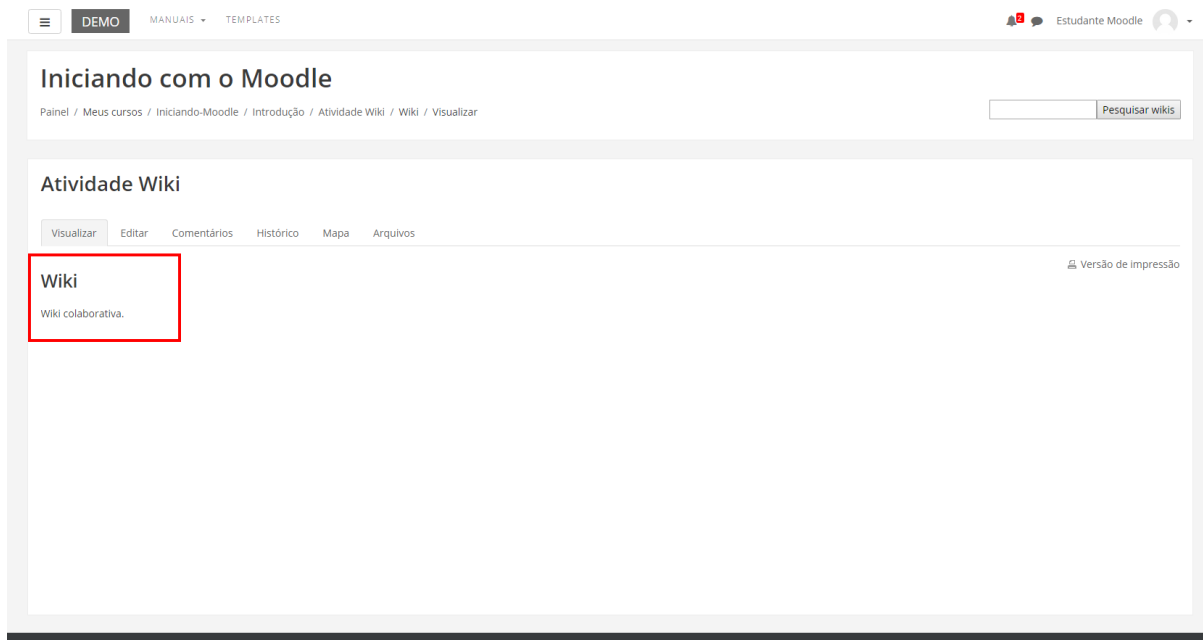 DEMO MANUAIS TEMPLATES 2 Estudante Moodle
Iniciando com o Moodle
Painel / Meus cursos / Iniciando-Moodle / Introdução / Atividade Wiki / Wiki / Visualizar
Pesquisar wikis
Atividade Wiki
Visualizar Editar Comentários Histórico Mapa Arquivos
Versão de impressão
Wiki
Wiki colaborativa.